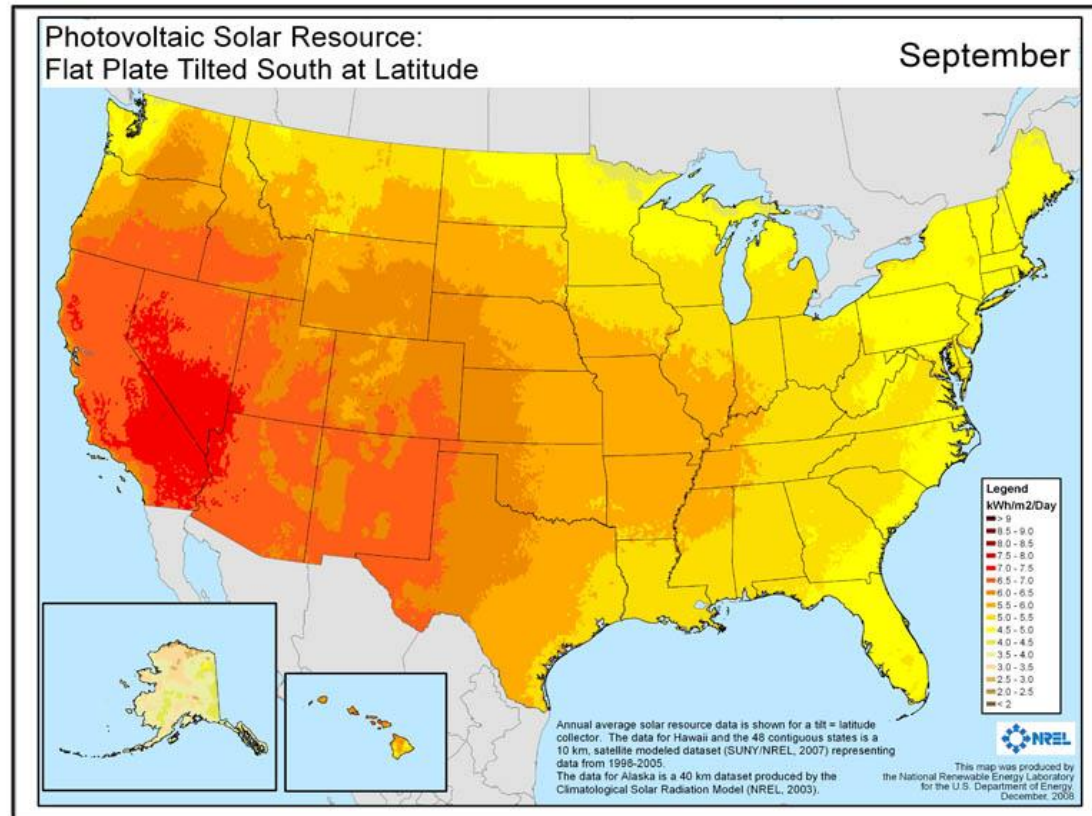 Photovoltaic Solar Resource:
Flat Plate Tilted South at Latitude
September
Legend
kWh/m2/Day
> 9
8.5 - 9.0
8.0 - 8.5
7.5 - 8.0
7.0 - 7.5
6.5 - 7.0
6.0 - 6.5
5.5 - 6.0
5.0 - 5.5
4.5 - 5.0
4.0 - 4.5
3.5 - 4.0
3.0 - 3.5
2.5 - 3.0
2.0 - 2.5
< 2
Annual average solar resource data is shown for a tilt = latitude
collector. The data for Hawaii and the 48 contiguous states is a
10 km, satellite modeled dataset (SUNY/NREL, 2007) representing
data from 1998-2005.
The data for Alaska is a 40 km dataset produced by the
Climatological Solar Radiation Model (NREL, 2003).
NREL
This map was produced by
the National Renewable Energy Laboratory
for the U.S. Department of Energy.
December, 2008